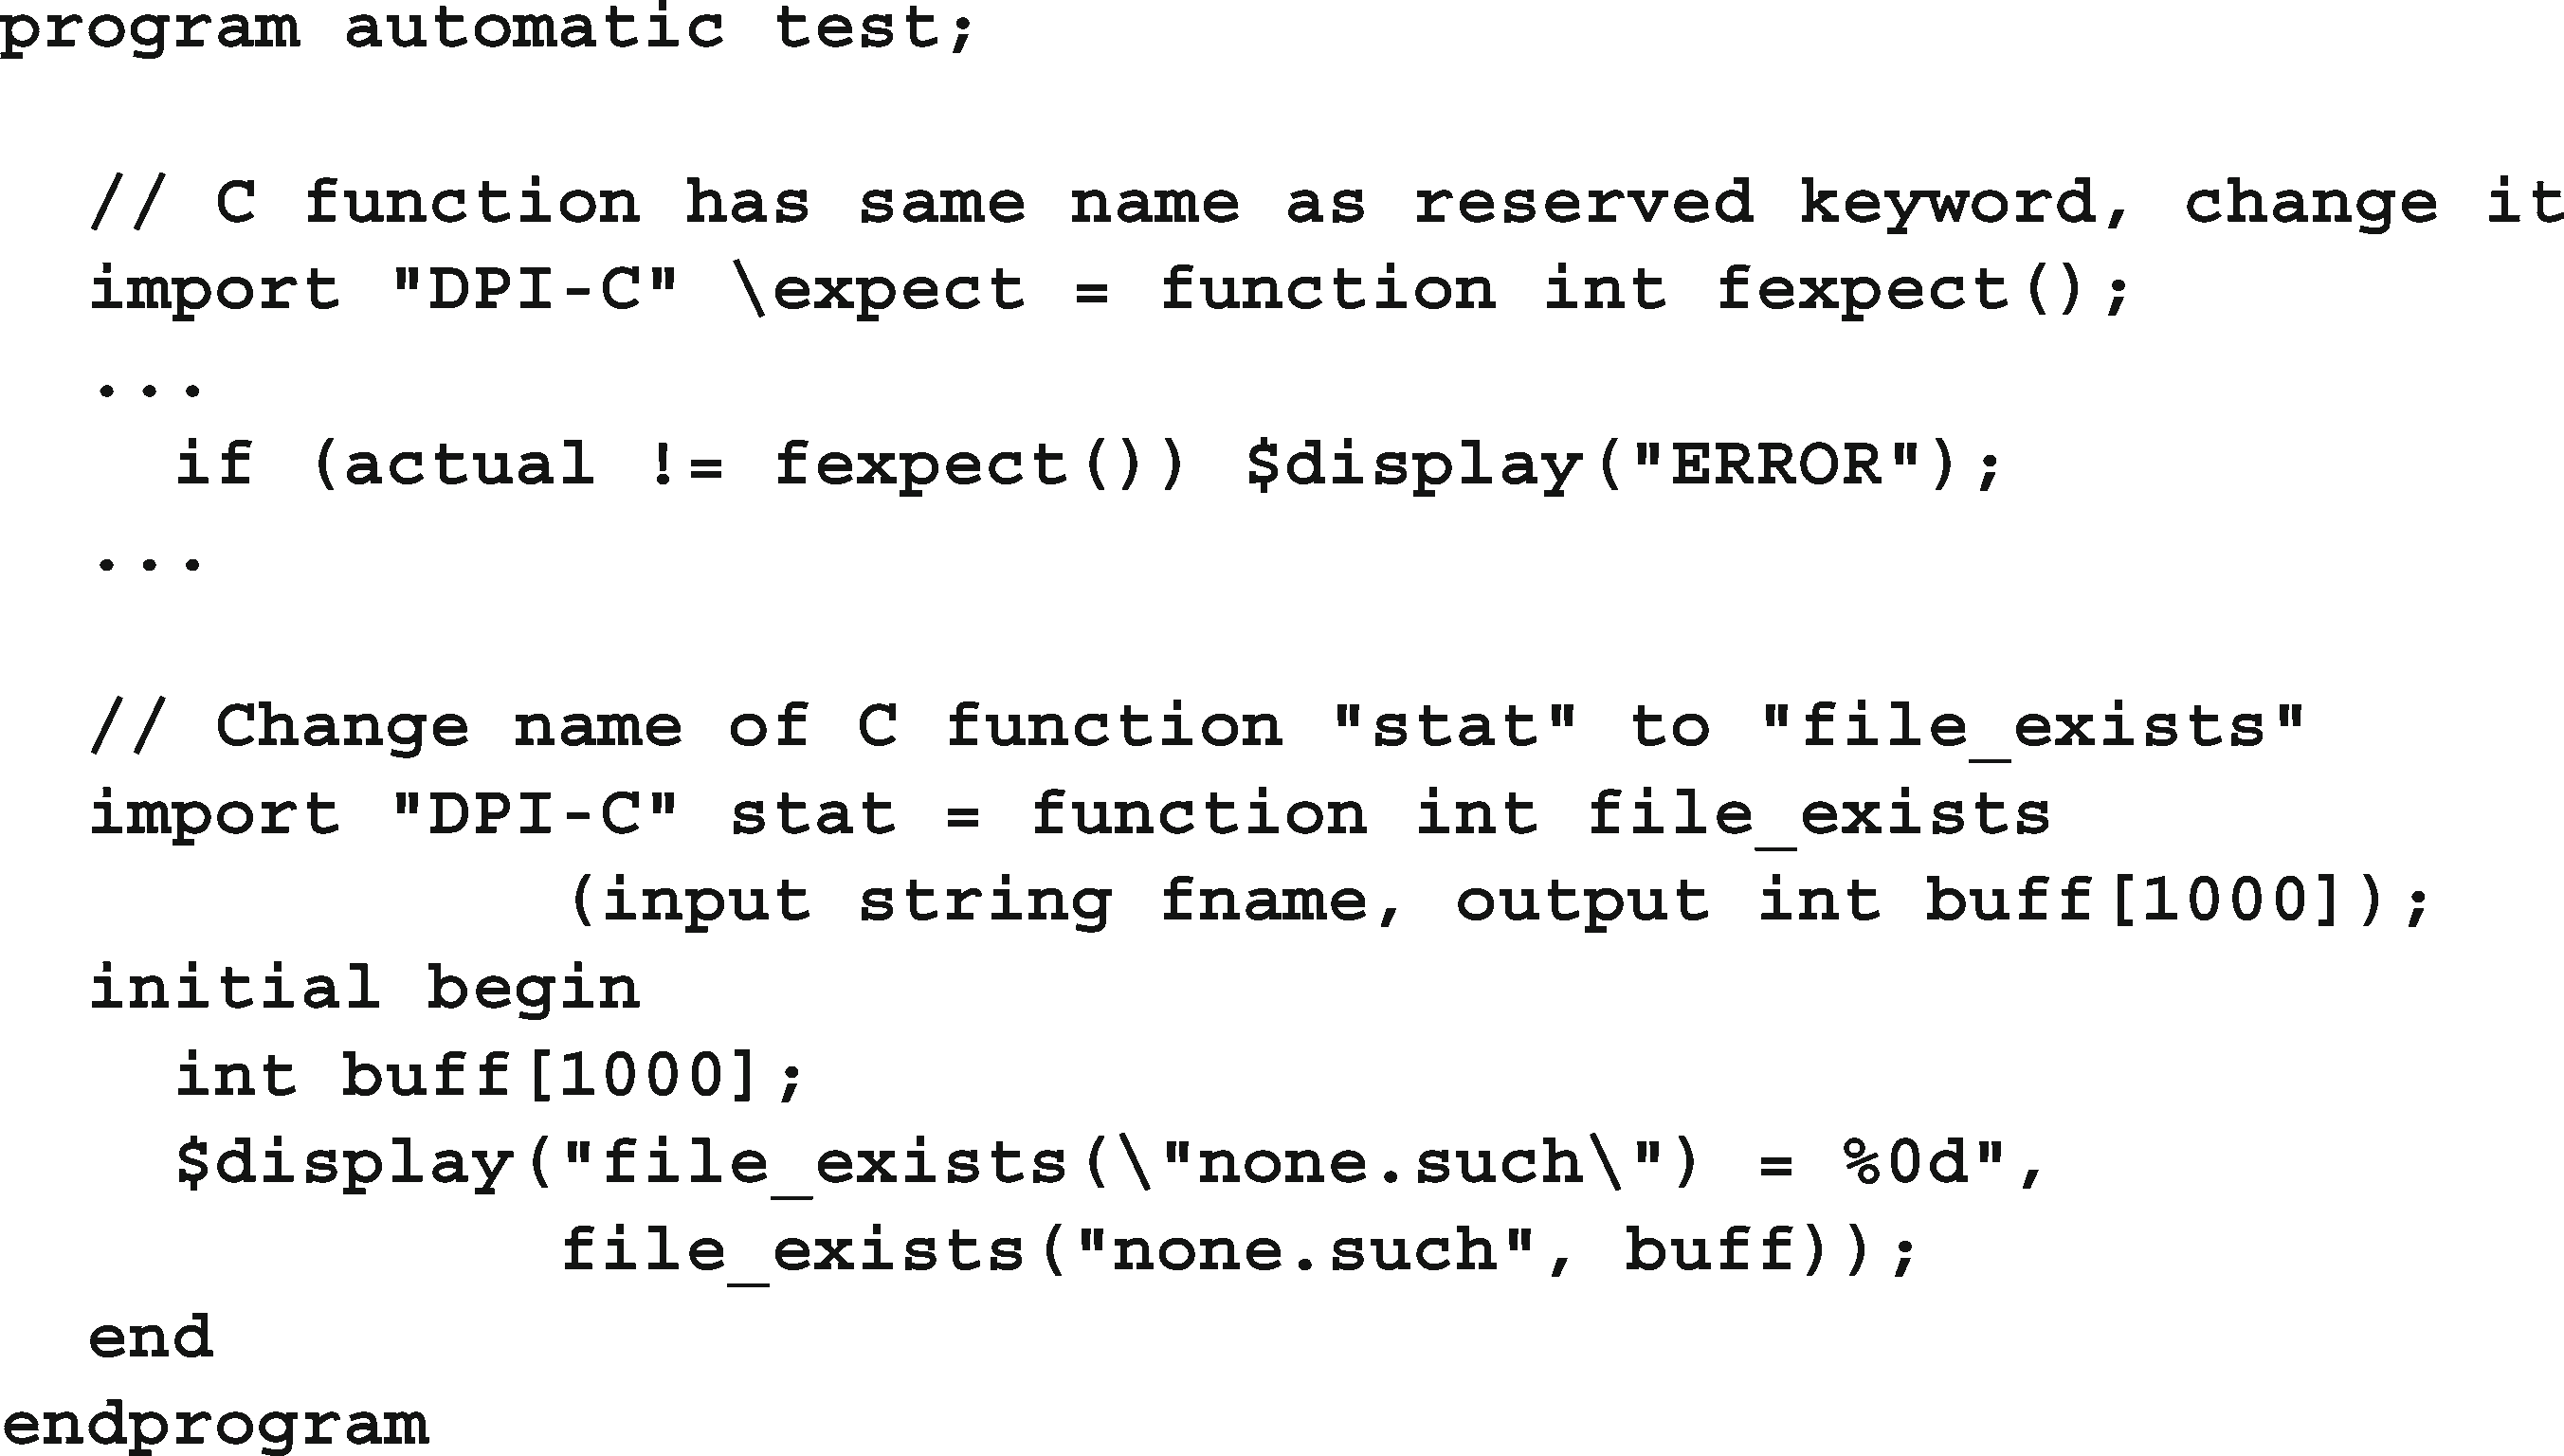 program automatic test;
// C function has same name as reserved keyword, change it
import "DPI-C" \expect = function int fexpect();
...
if (actual != fexpect()) $display("ERROR");
...
// Change name of C function "stat" to "file_exists"
import "DPI-C" stat = function int file_exists
(input string fname, output int buff[1000]);
initial begin
int buff[1000];
$display("file_exists(\"none.such\") = %0d",
file_exists("none.such", buff));
end
endprogram